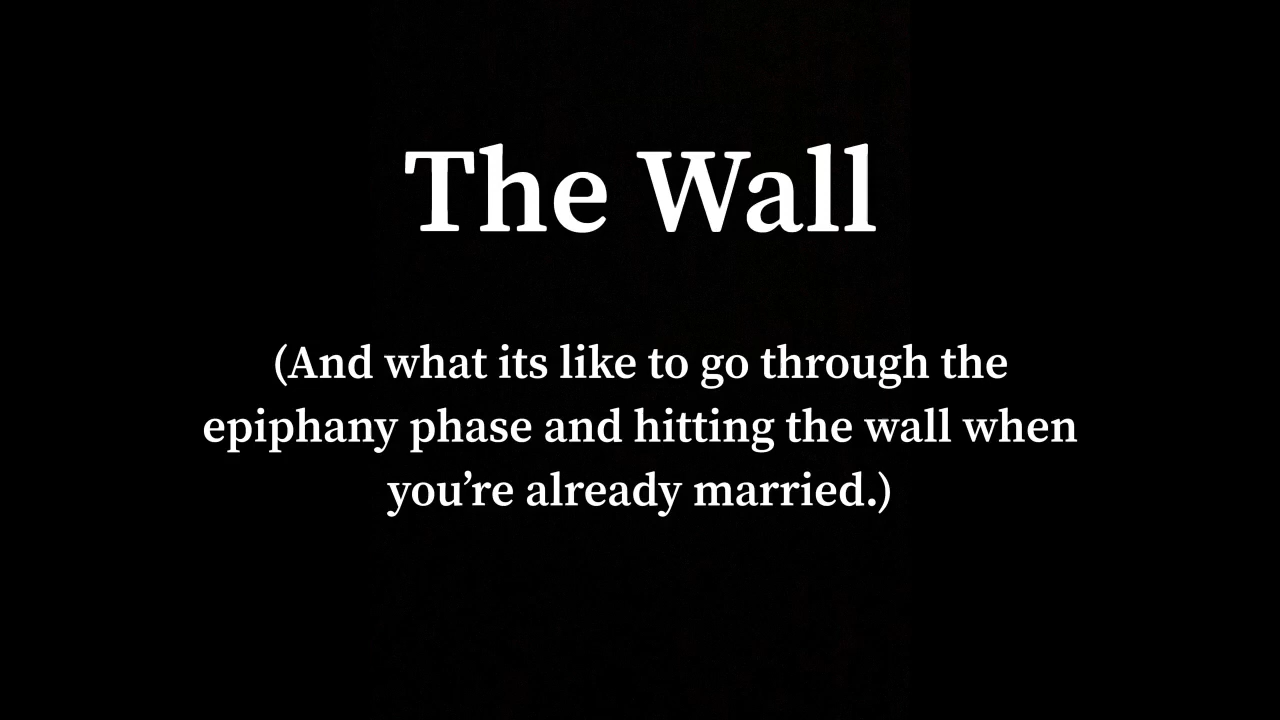 The Wall
(And what its like to go through the
epiphany phase and hitting the wall when
you’re already married.)